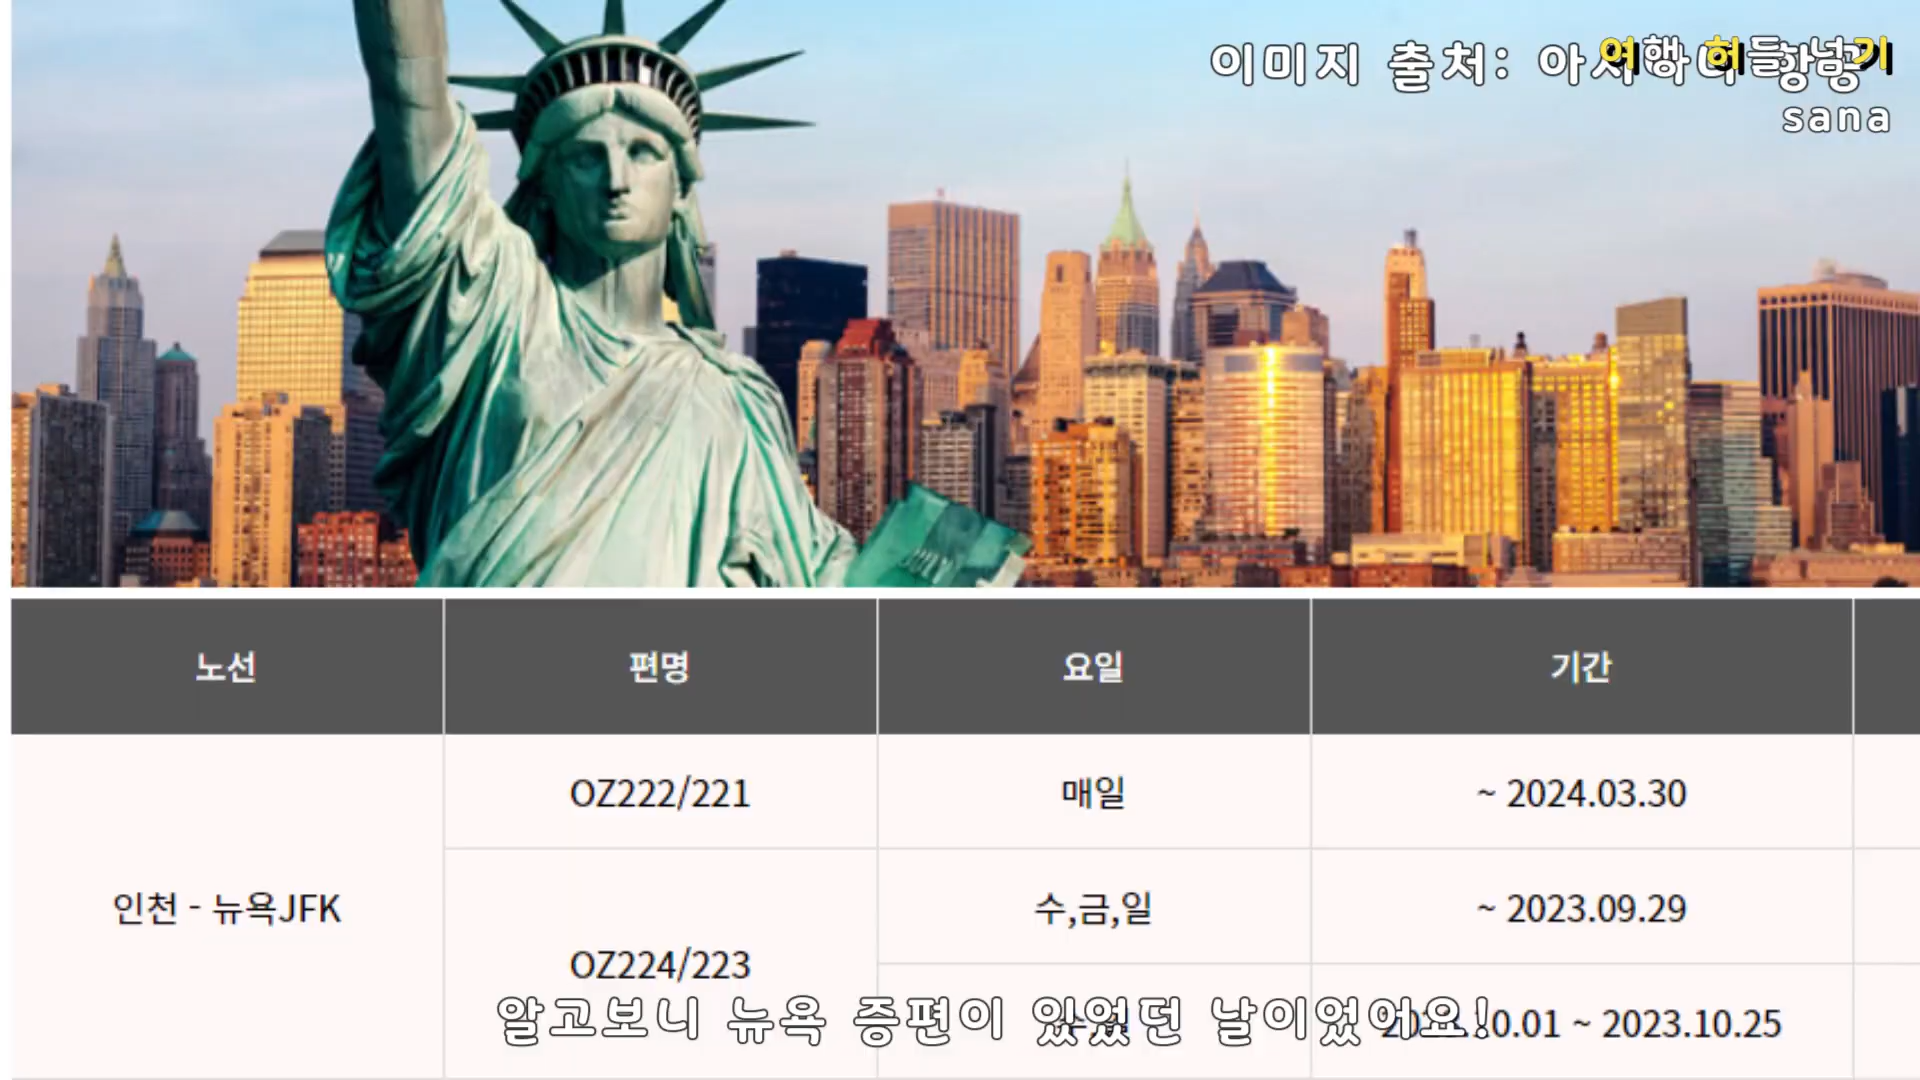 이미지 출처: 아시아나 항공
여행 허들 넘기
sana
노선 편명 요일 기간
OZ222/221 매일 ~ 2024.03.30
인천 - 뉴욕JFK
수,금,일 ~ 2023.09.29
OZ224/223
2023.10.01 ~ 2023.10.25
알고보니 뉴욕 증편이 있었던 날이었어요!